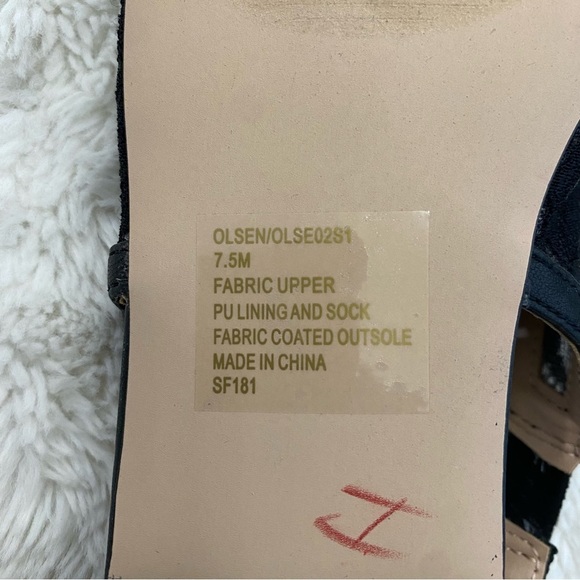 OLSEN/OLSE02S1
7.5M
FABRIC UPPER
PU LINING AND SOCK
FABRIC COATED OUTSOLE
MADE IN CHINA
SF181